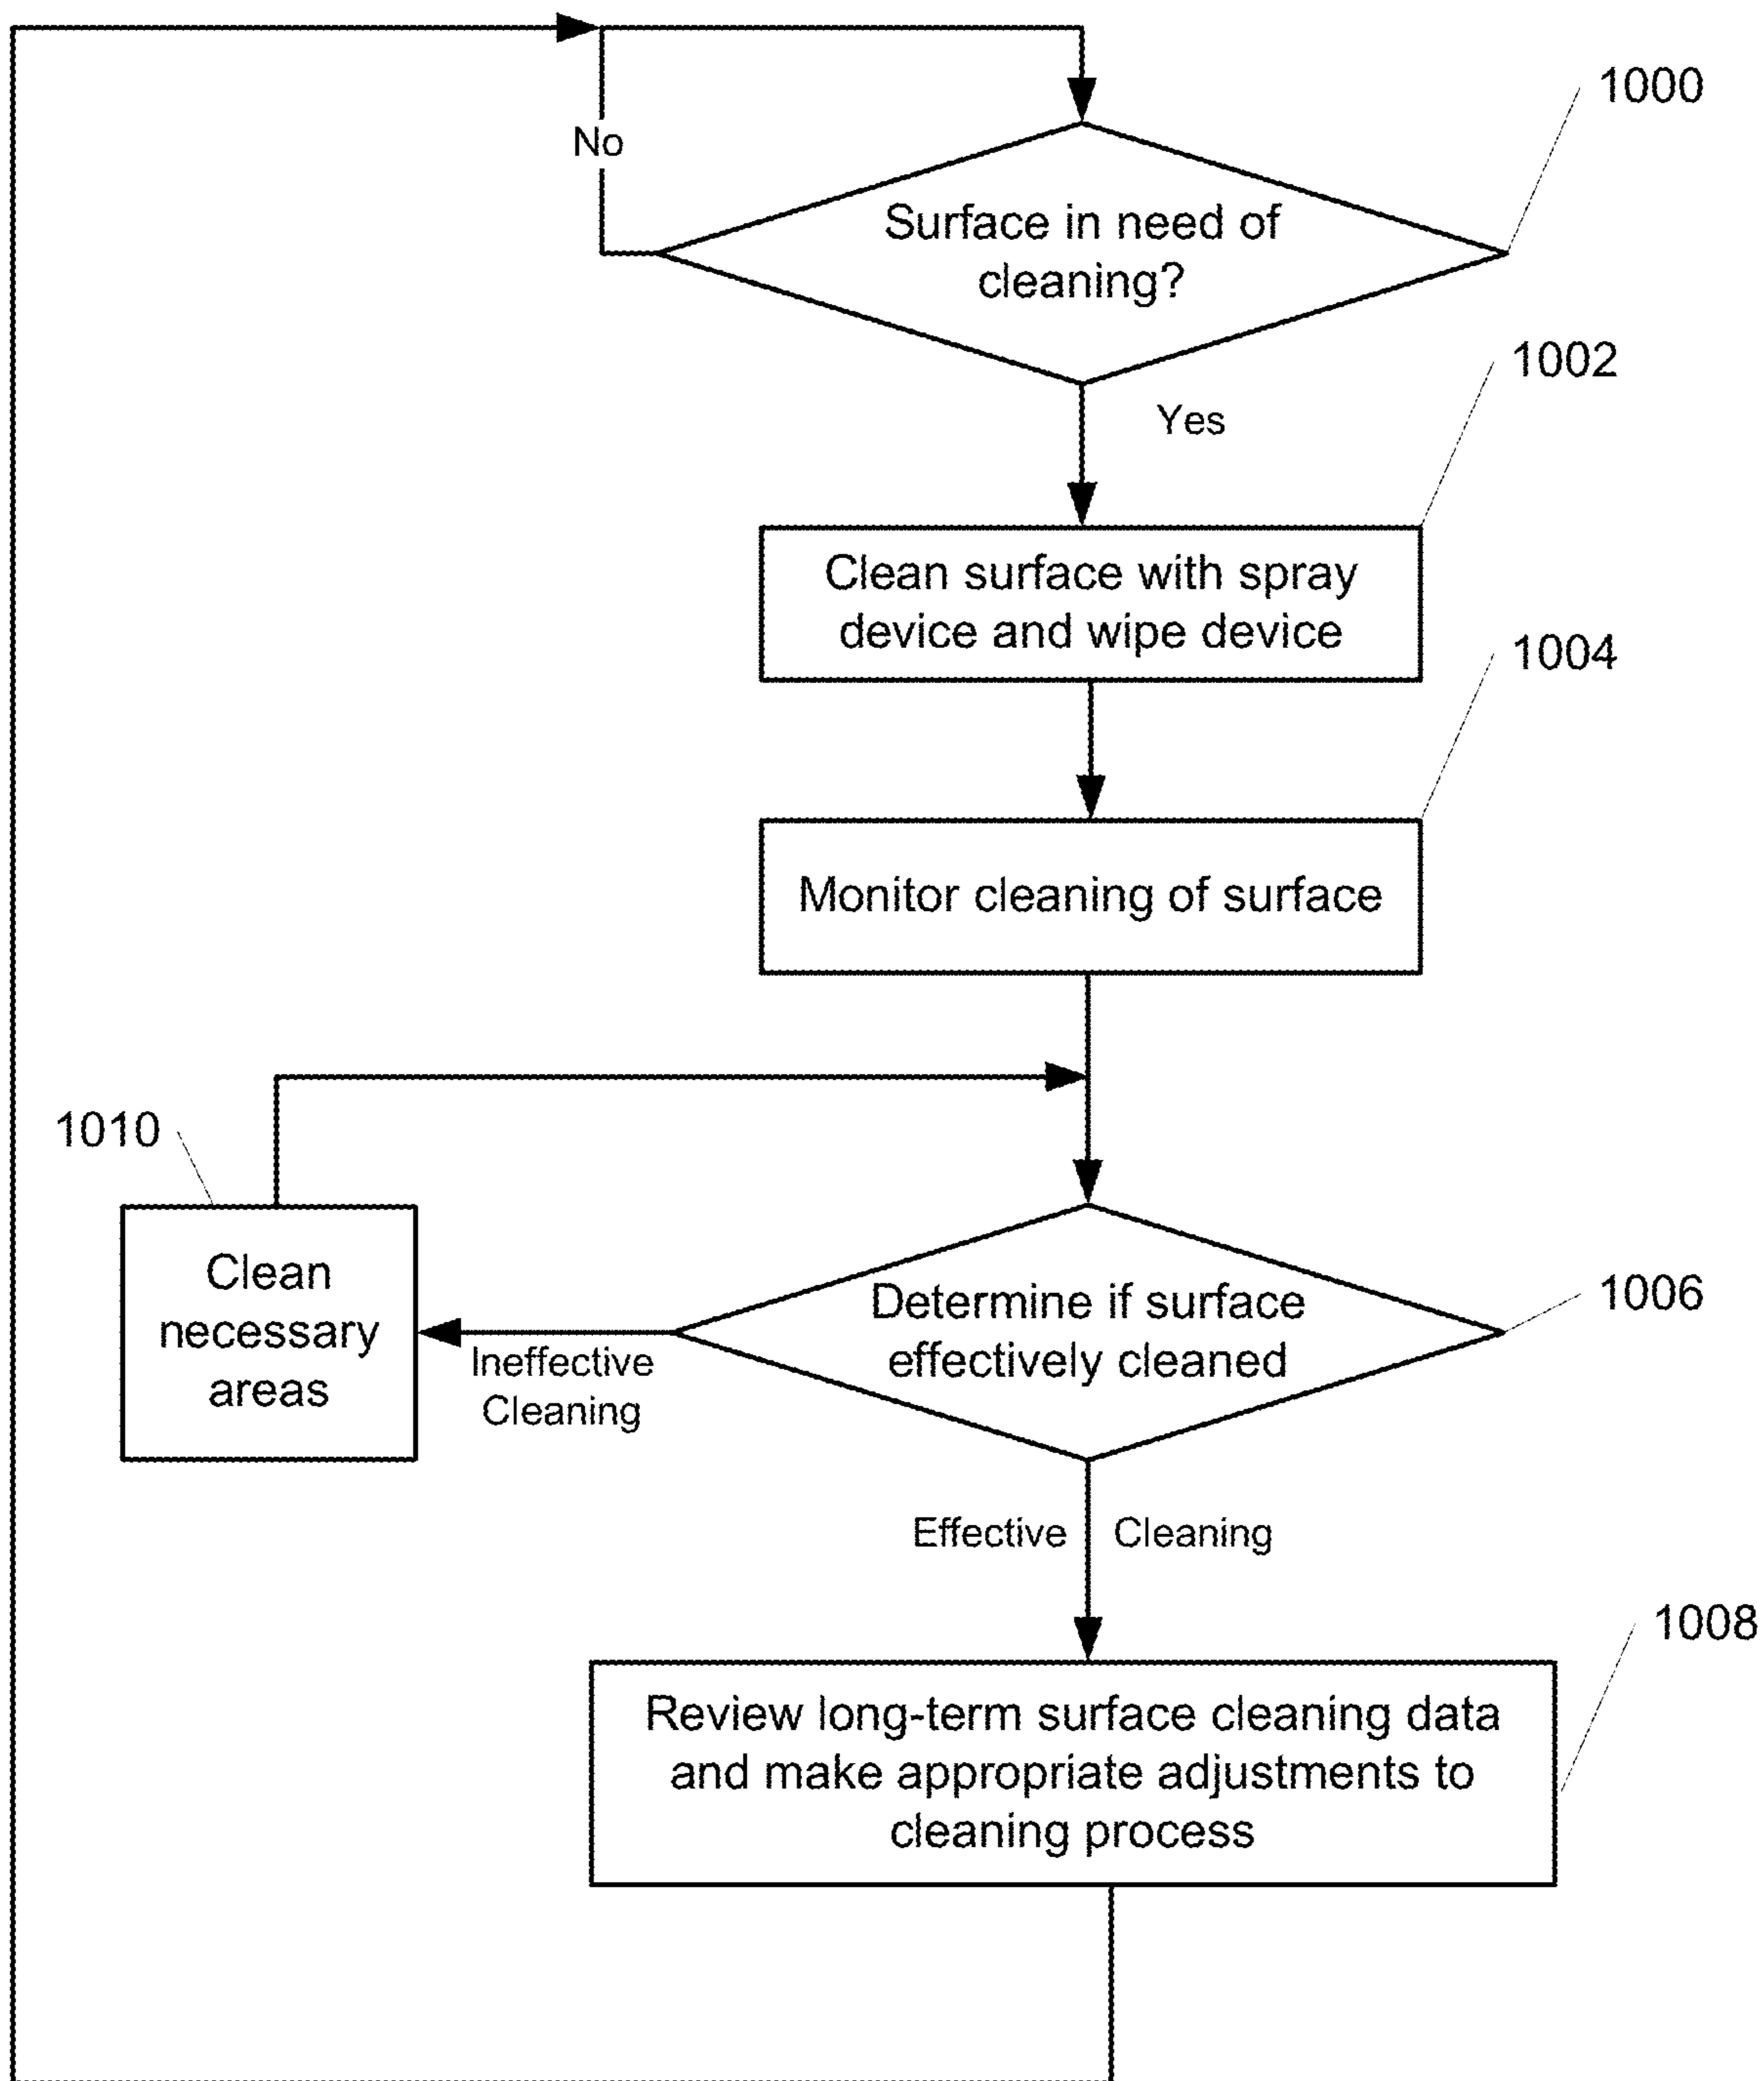 1000
No
Surface in need of
cleaning?
1002
Yes
Clean surface with spray
device and wipe device
1004
Monitor cleaning of surface
1010
Clean
necessary
areas
1006
Determine if surface
effectively cleaned
Ineffective
Cleaning
Effective Cleaning
1008
Review long-term surface cleaning data
and make appropriate adjustments to
cleaning process